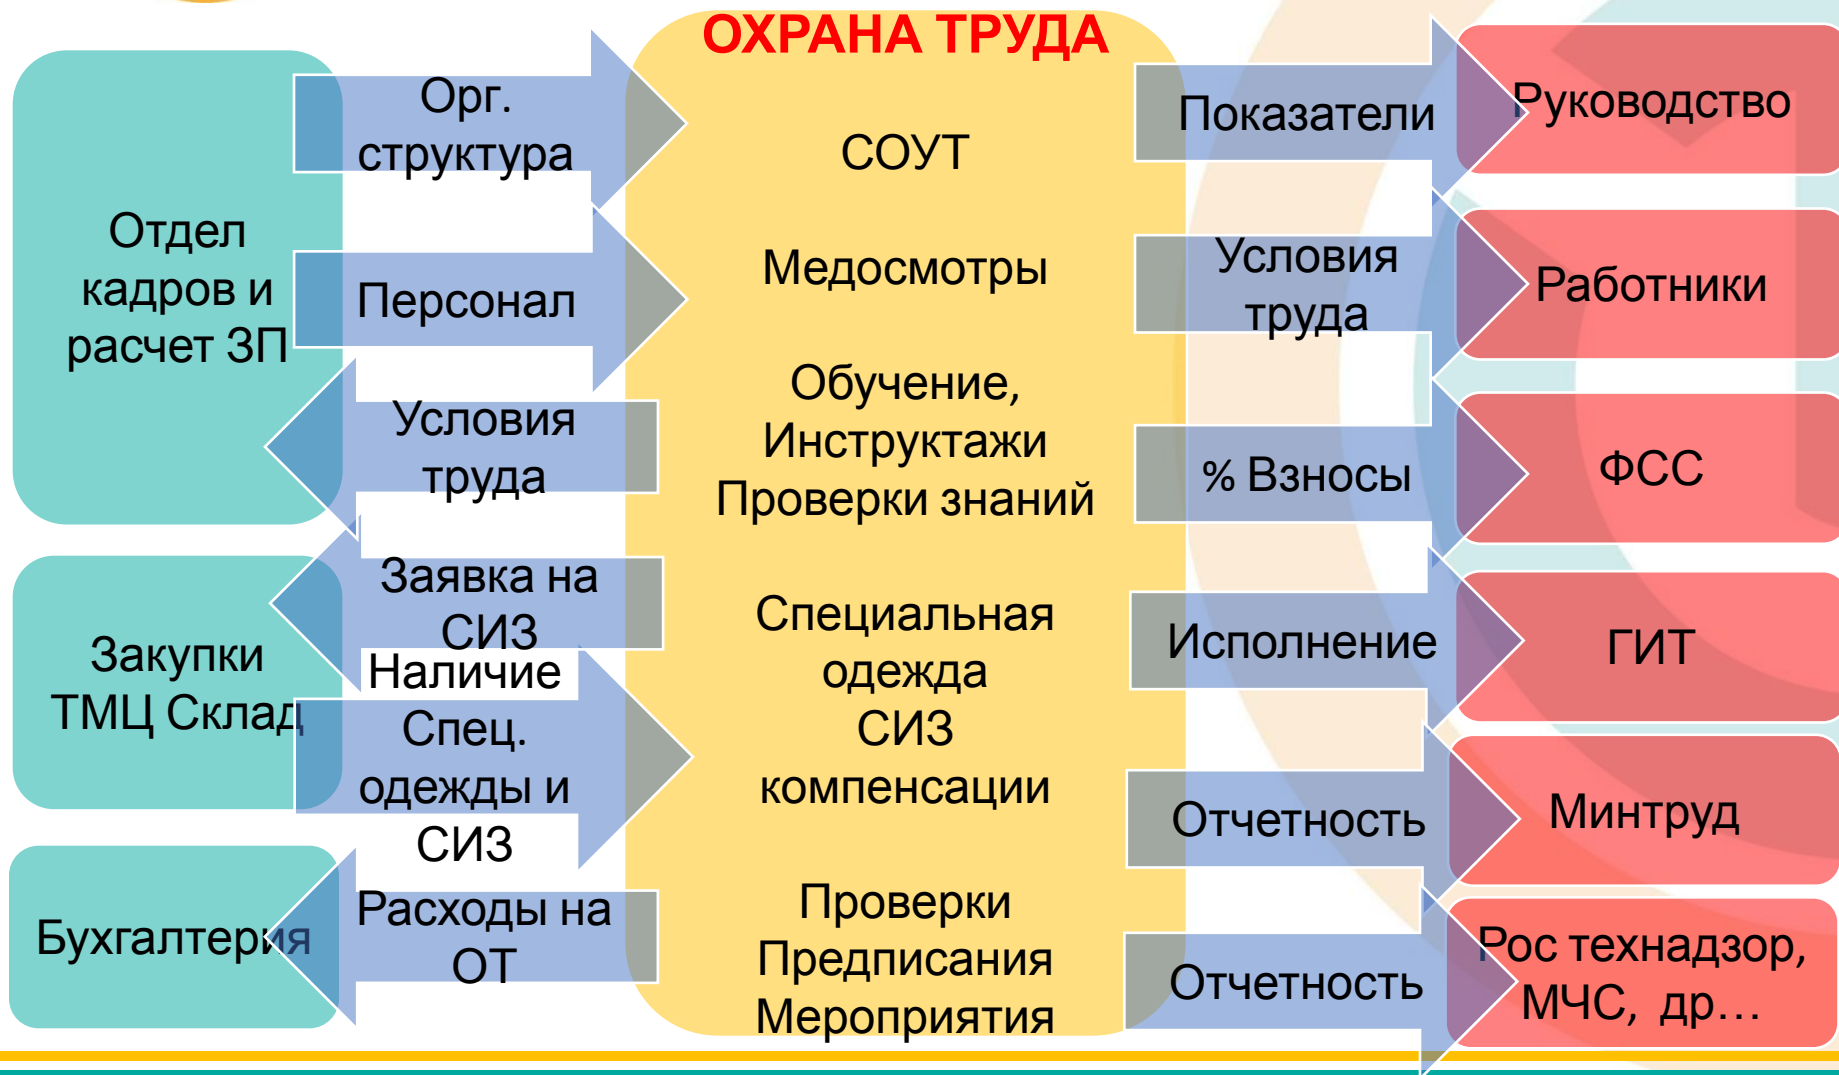 ОХРАНА ТРУДА
Отдел
кадров и
расчет ЗП
Закупки
ТМЦ Склад
Бухгалтерия
Орг.
структура
Персонал
Условия
труда
Заявка на
СИЗ
Наличие
Спец.
одежды и
СИЗ
Расходы на
ОТ
СОУТ
Медосмотры
Обучение,
Инструктажи
Проверки знаний
Специальная
одежда
СИЗ
компенсации
Проверки
Предписания
Мероприятия
Показатели
Условия
труда
% Взносы
Исполнение
Отчетность
Отчетность
Руководство
Работники
ФСС
ГИТ
Минтруд
Рос технадзор,
МЧС, др...